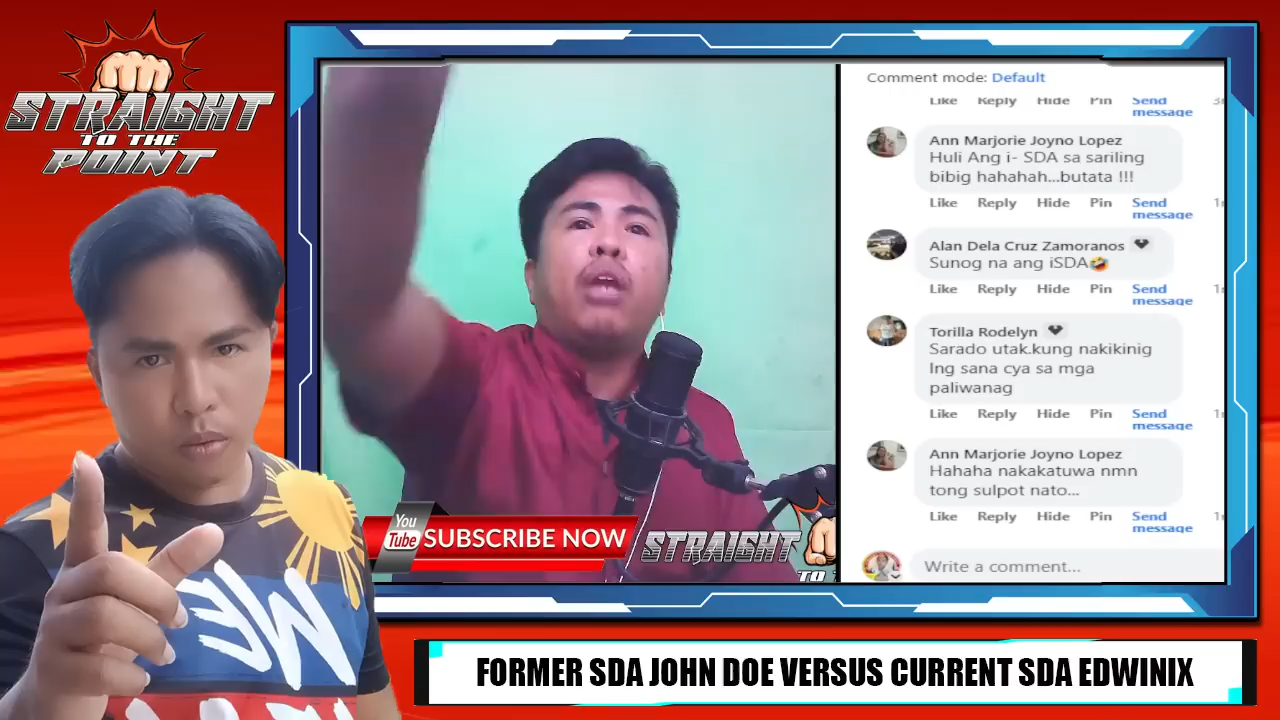 STRAIGHT
TO THE
POINT
Comment mode: Default
Like Reply Hide Pin Send message
Ann Marjorie Joyno Lopez
Huli Ang i- SDA sa sariling
bibig hahahah...butata !!!
Like Reply Hide Pin Send message
Alan Dela Cruz Zamoranos
Sunog na ang iSDA🤣
Like Reply Hide Pin Send message
Torilla Rodelyn
Sarado utak.kung nakikinig
lng sana cya sa mga
paliwanag
Like Reply Hide Pin Send message
Ann Marjorie Joyno Lopez
Hahaha nakakatuwa nmn
tong sulpot nato...
Like Reply Hide Pin Send message
Write a comment...
You
Tube
SUBSCRIBE NOW
STRAIGHT
TO
ME
FORMER SDA JOHN DOE VERSUS CURRENT SDA EDWINIX